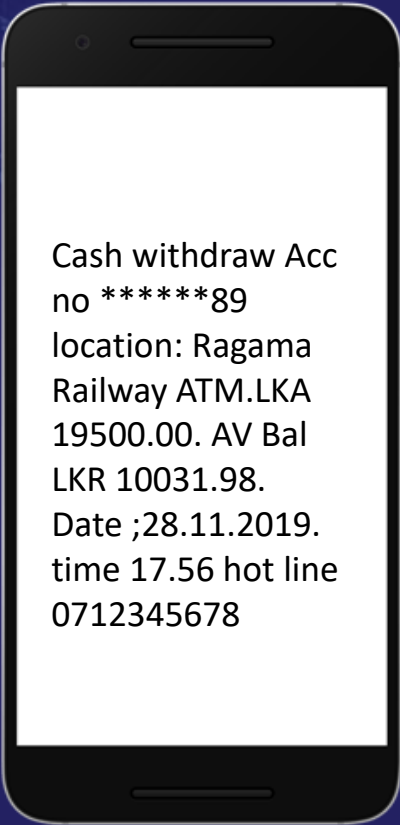 Cash withdraw Acc
no ******89
location: Ragama
Railway ATM.LKA
19500.00. AV Bal
LKR 10031.98.
Date ;28.11.2019.
time 17.56 hot line
0712345678